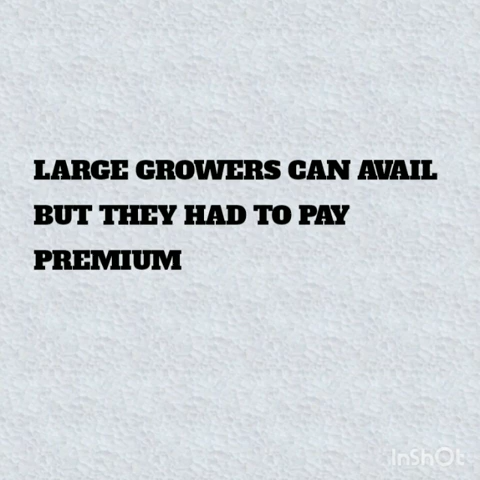 LARGE GROWERS CAN AVAIL
BUT THEY HAD TO PAY
PREMIUM
InShOt